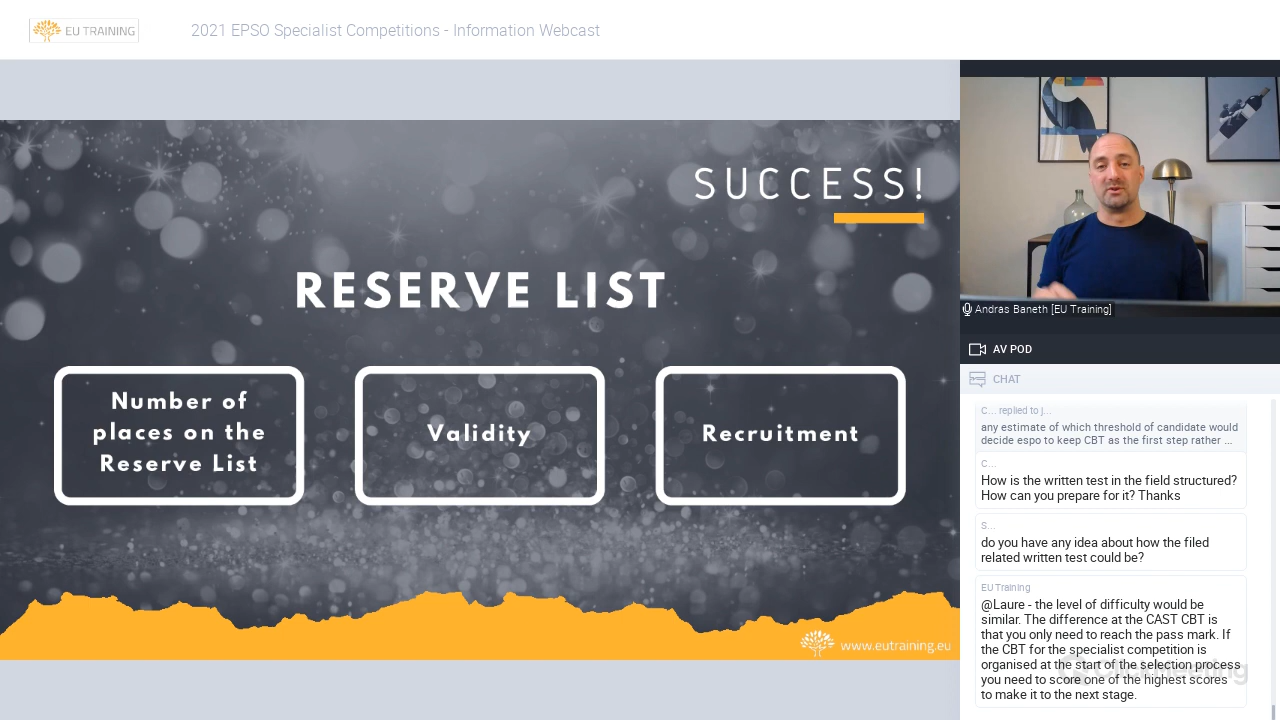 EU TRAINING
2021 EPSO Specialist Competitions - Information Webcast
SUCCESS!
RESERVE LIST
Number of
places on the
Reserve List
Validity
Recruitment
www.eutraining.eu
Andras Baneth [EU Training]
AV POD
CHAT
C... replied to j...
any estimate of which threshold of candidate would
decide espo to keep CBT as the first step rather ...
C...
How is the written test in the field structured?
How can you prepare for it? Thanks
S...
do you have any idea about how the filed
related written test could be?
EU Training
@Laure - the level of difficulty would be
similar. The difference at the CAST CBT is
that you only need to reach the pass mark. If
the CBT for the specialist competition is
organised at the start of the selection process
you need to score one of the highest scores
to make it to the next stage.
ClickMeeting